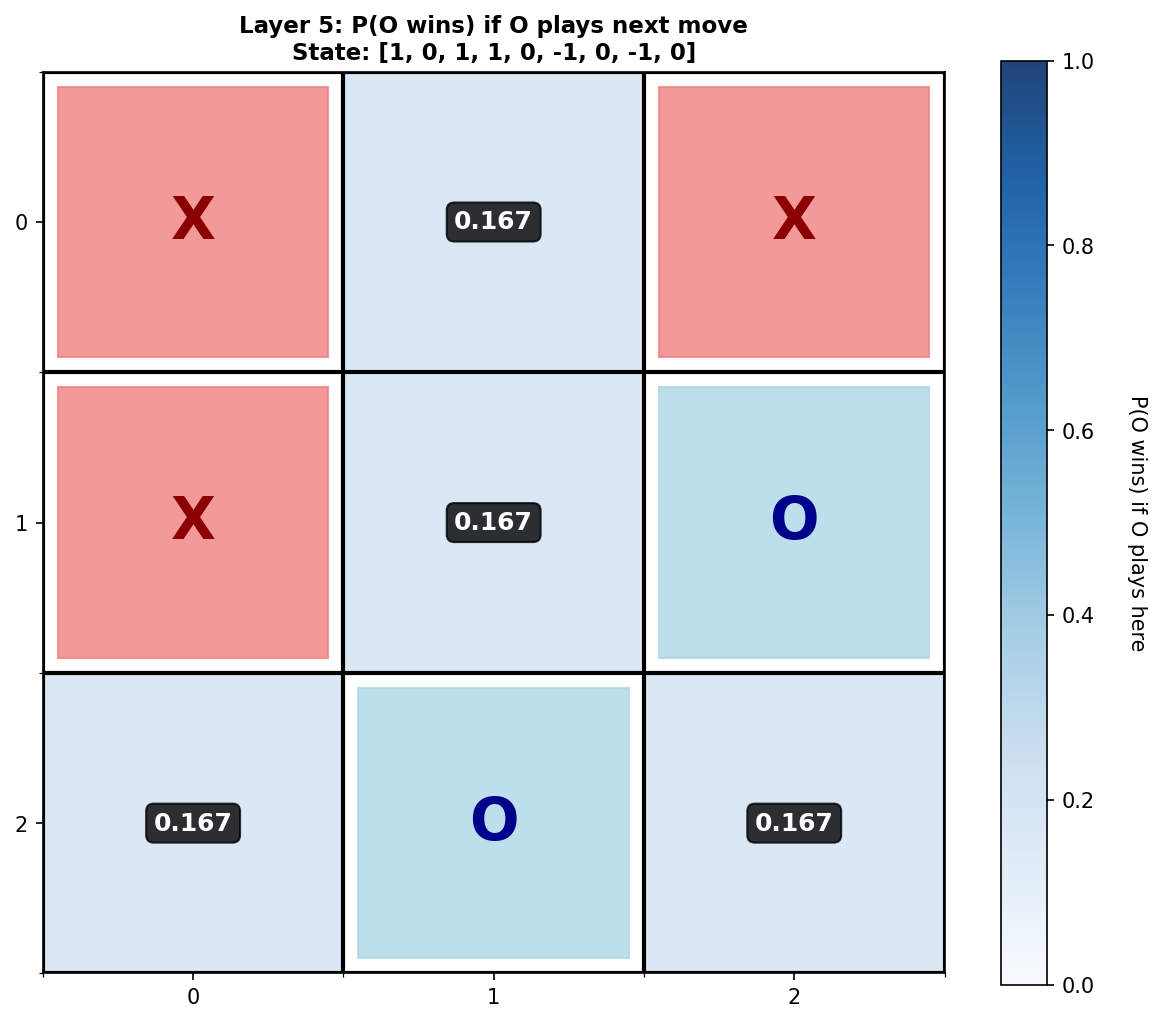 Layer 5: P(O wins) if O plays next move
State: [1, 0, 1, 1, 0, -1, 0, -1, 0]
0
X
0.167
X
1
X
0.167
O
2
0.167
O
0.167
0
1
2
1.0
0.8
0.6
0.4
0.2
0.0
P(O wins) if O plays here